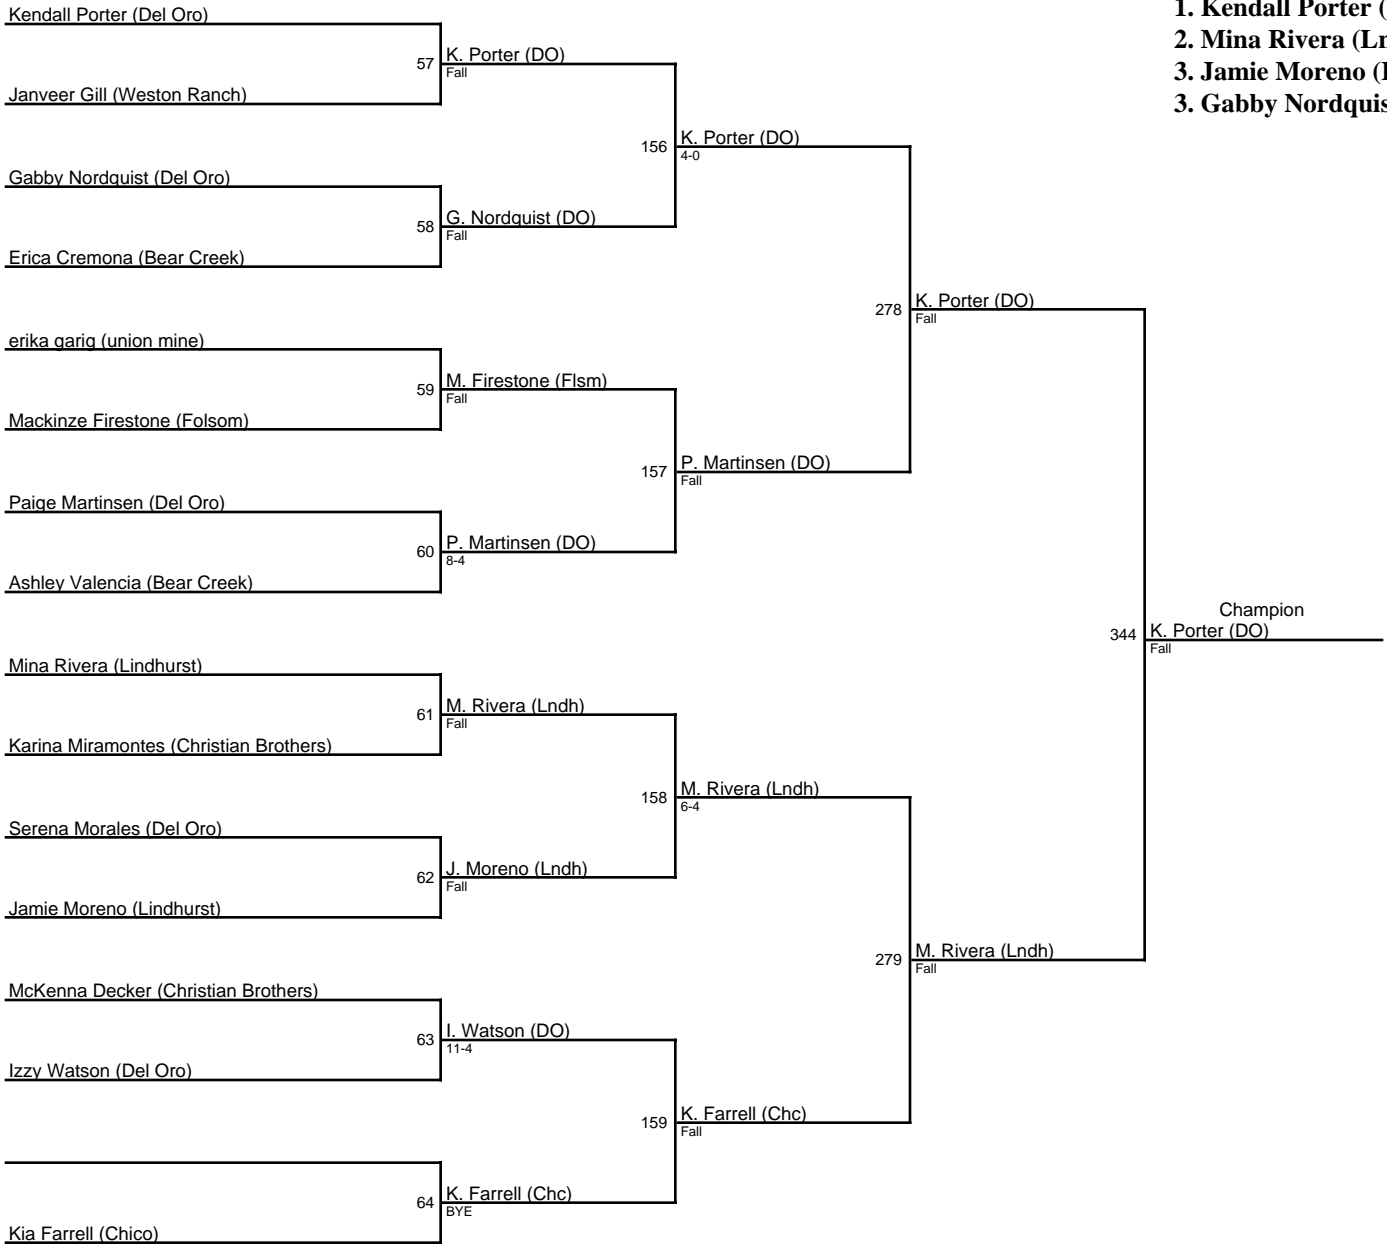 1. Kendall Porter (
2. Mina Rivera (Ln
3. Jamie Moreno (
3. Gabby Nordquis
Kendall Porter (Del Oro)
57 K. Porter (DO)
Fall
Janveer Gill (Weston Ranch)
156 K. Porter (DO)
4-0
Gabby Nordquist (Del Oro)
58 G. Nordquist (DO)
Fall
Erica Cremona (Bear Creek)
278 K. Porter (DO)
Fall
erika garig (union mine)
59 M. Firestone (Flsm)
Fall
Mackinze Firestone (Folsom)
157 P. Martinsen (DO)
Fall
Paige Martinsen (Del Oro)
60 P. Martinsen (DO)
8-4
Ashley Valencia (Bear Creek)
Champion
344 K. Porter (DO)
Fall
Mina Rivera (Lindhurst)
61 M. Rivera (Lndh)
Fall
Karina Miramontes (Christian Brothers)
158 M. Rivera (Lndh)
6-4
Serena Morales (Del Oro)
62 J. Moreno (Lndh)
Fall
Jamie Moreno (Lindhurst)
279 M. Rivera (Lndh)
Fall
McKenna Decker (Christian Brothers)
63 I. Watson (DO)
11-4
Izzy Watson (Del Oro)
159 K. Farrell (Chc)
Fall
64 K. Farrell (Chc)
BYE
Kia Farrell (Chico)